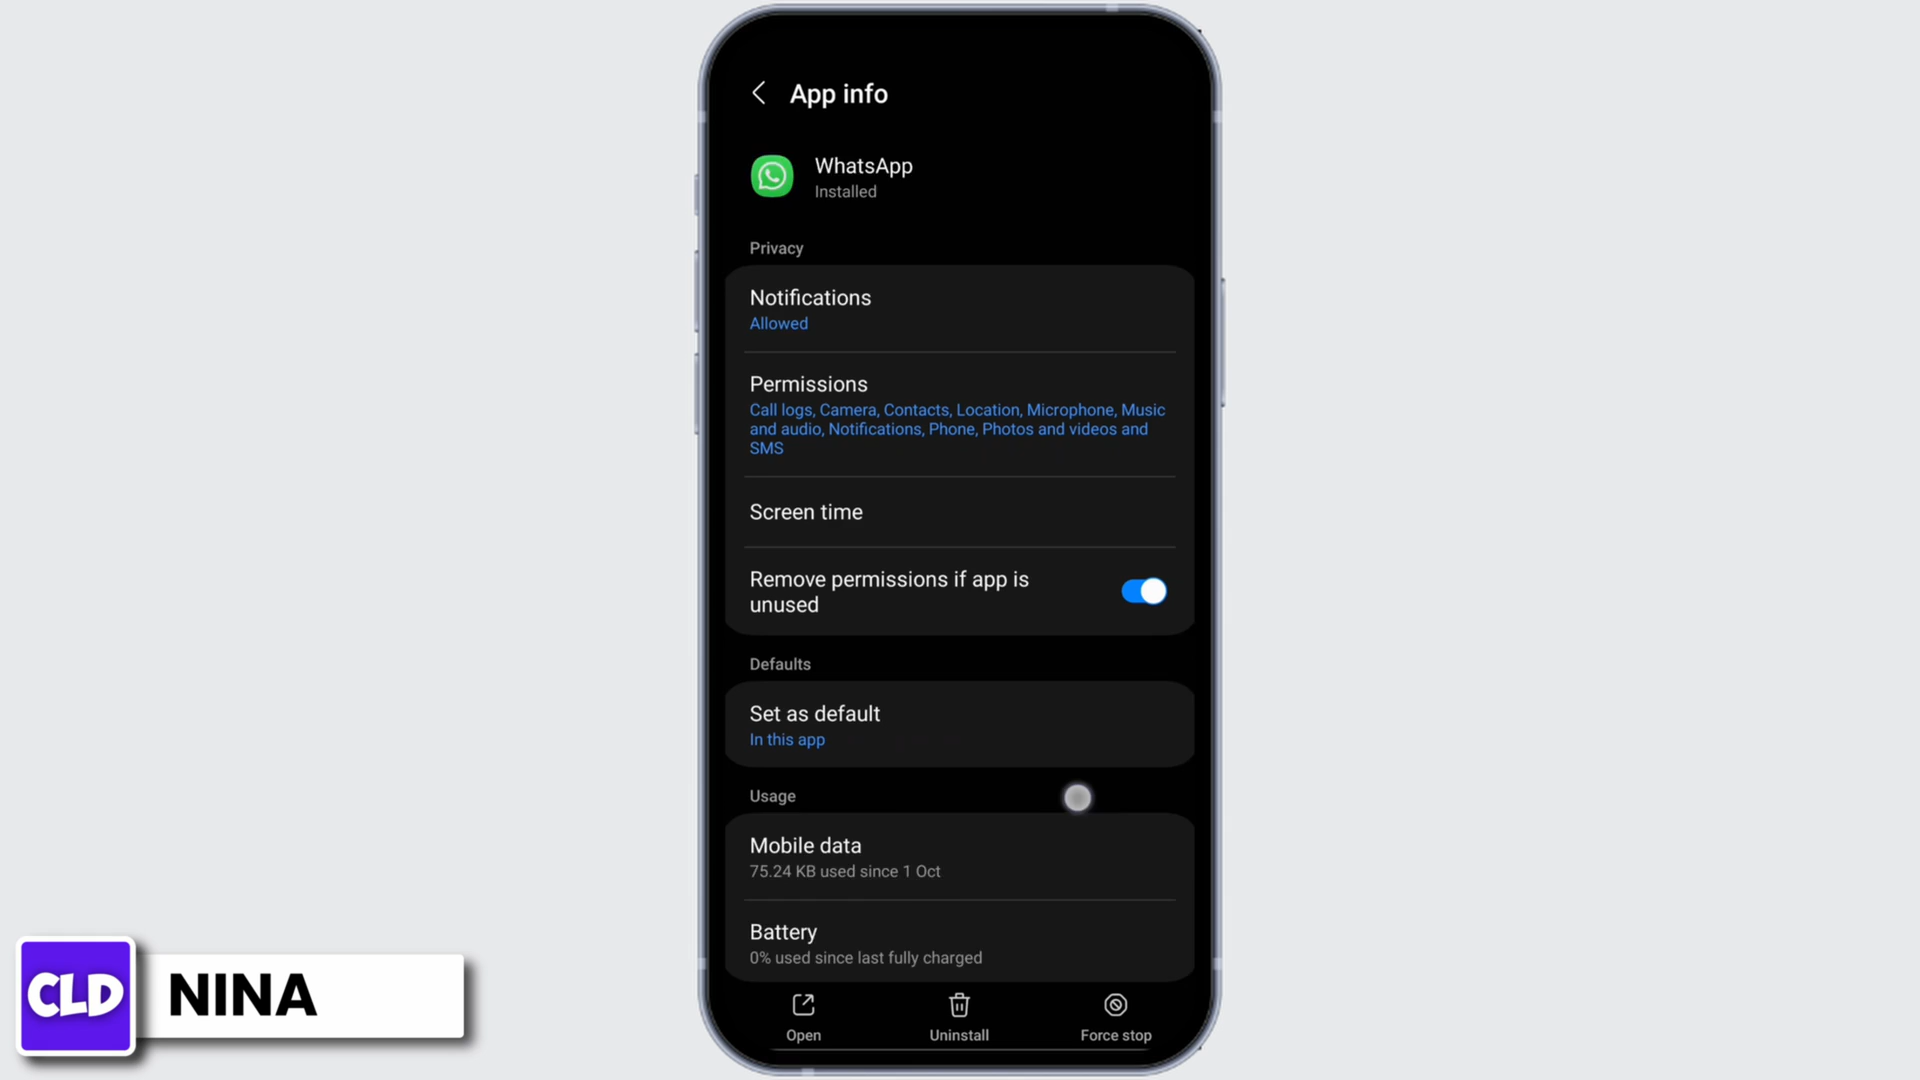 App info
WhatsApp
Installed
Privacy
Notifications
Allowed
Permissions
Call logs, Camera, Contacts, Location, Microphone, Music
and audio, Notifications, Phone, Photos and videos and
SMS
Screen time
Remove permissions if app is
unused
Defaults
Set as default
In this app
Usage
Mobile data
75.24 KB used since 1 Oct
Battery
0% used since last fully charged
Open
Uninstall
Force stop
CLD
NINA